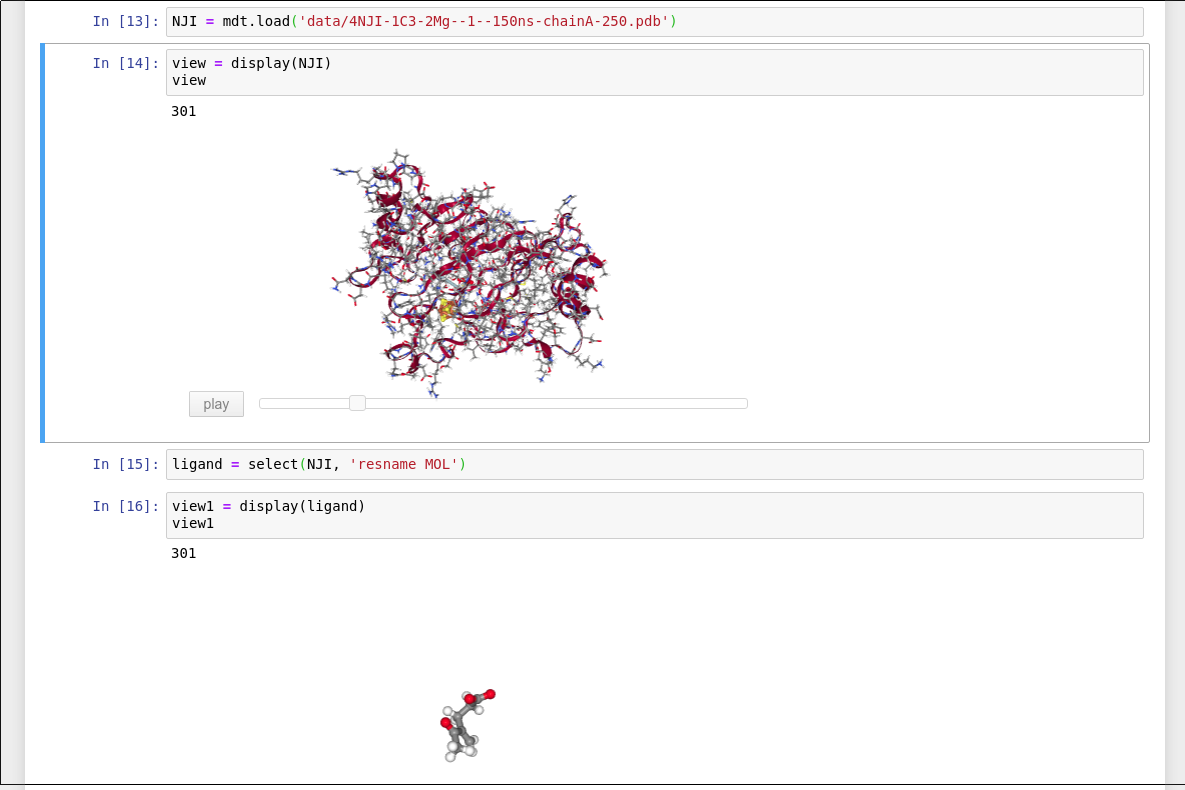 In [13]: NJI = mdt.load('data/4NJI-1C3-2Mg--1--150ns-chainA-250.pdb')
In [14]: view = display(NJI)
view
301
play
In [15]: ligand = select(NJI, 'resname MOL')
In [16]: view1 = display(ligand)
view1
301